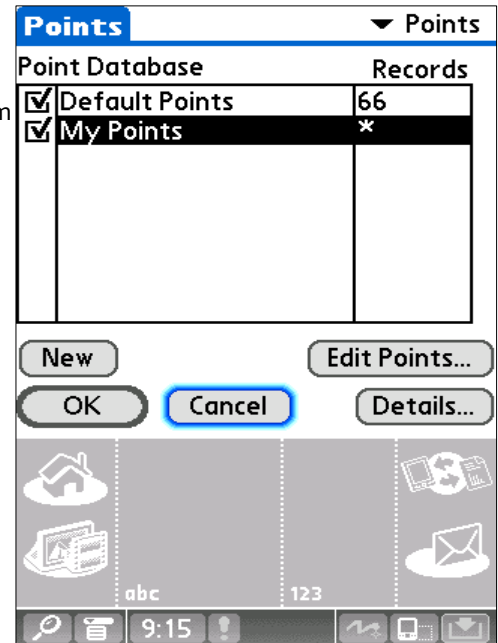 Points Points
Point Database Records
m
Default Points 66
My Points *
New Edit Points...
OK Cancel Details...
abc 123
9:15